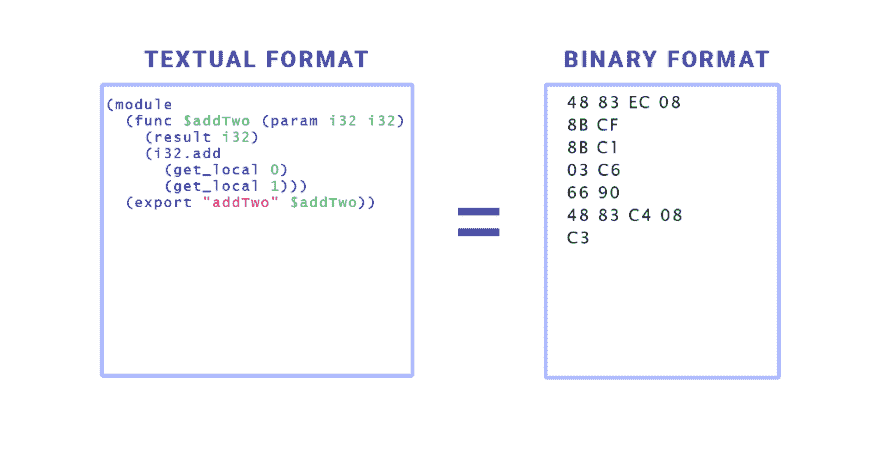 TEXTUAL FORMAT
(module
(func $addTwo (param i32 i32)
(result i32)
(i32.add
(get_local 0)
(get_local 1)))
(export "addTwo" $addTwo))
=
BINARY FORMAT
48 83 EC 08
8B CF
8B C1
03 C6
66 90
48 83 C4 08
C3